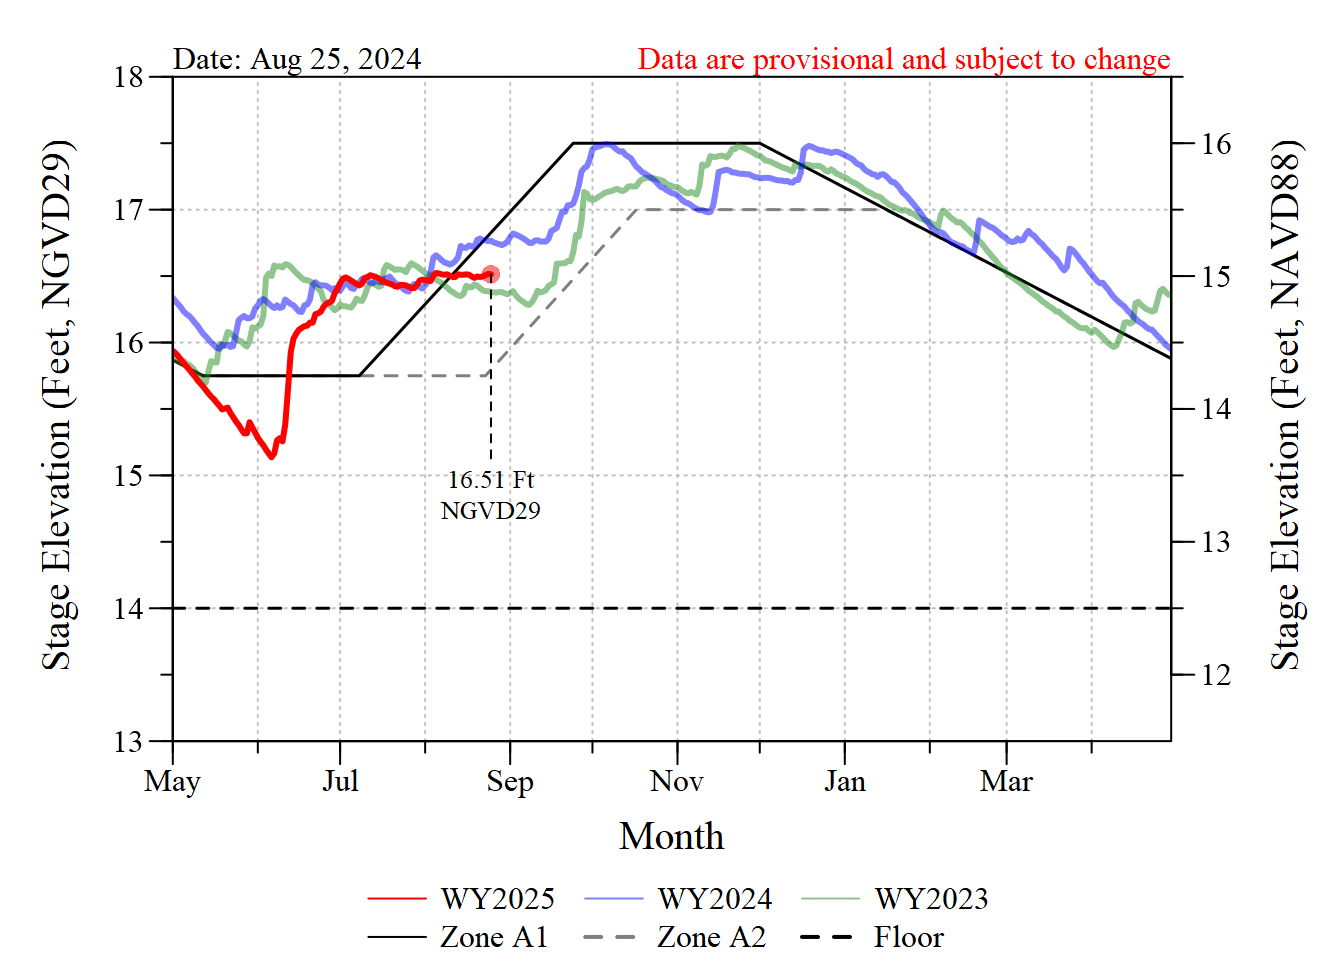 Date: Aug 25, 2024
Data are provisional and subject to change
Stage Elevation (Feet, NGVD29)
18
17
16
15
14
13
16
15
14
13
12
Stage Elevation (Feet, NAVD88)
16.51 Ft
NGVD29
May Jul Sep Nov Jan Mar
Month
WY2025 WY2024 WY2023
Zone A1 Zone A2 Floor